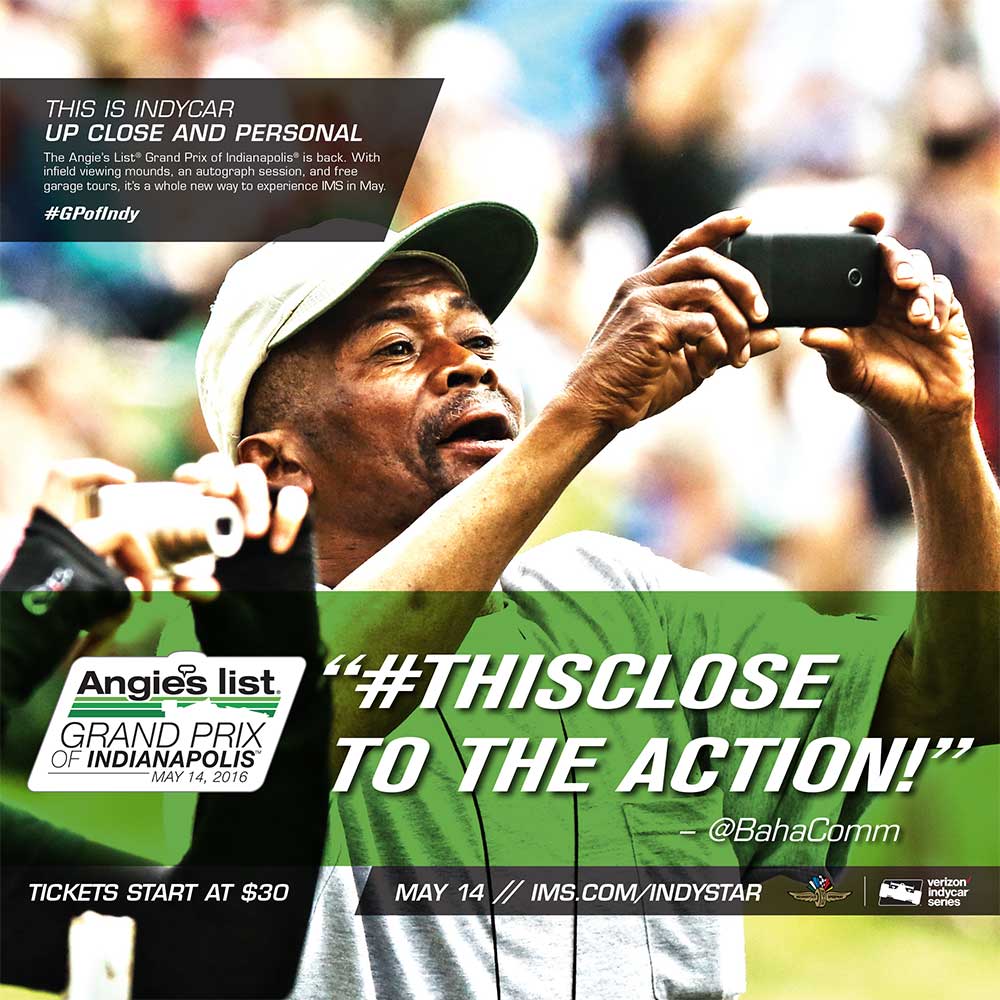 THIS IS INDYCAR
UP CLOSE AND PERSONAL
The Angie's List® Grand Prix of Indianapolis® is back. With
infield viewing mounds, an autograph session, and free
garage tours, it's a whole new way to experience IMS in May.
#GPofIndy
Angie's list®
GRAND PRIX
OF INDIANAPOLIS™
MAY 14, 2016
“#THISCLOSE
TO THE ACTION!”
– @BahaComm
TICKETS START AT $30
MAY 14 // IMS.COM/INDYSTAR
verizon
indycar
series